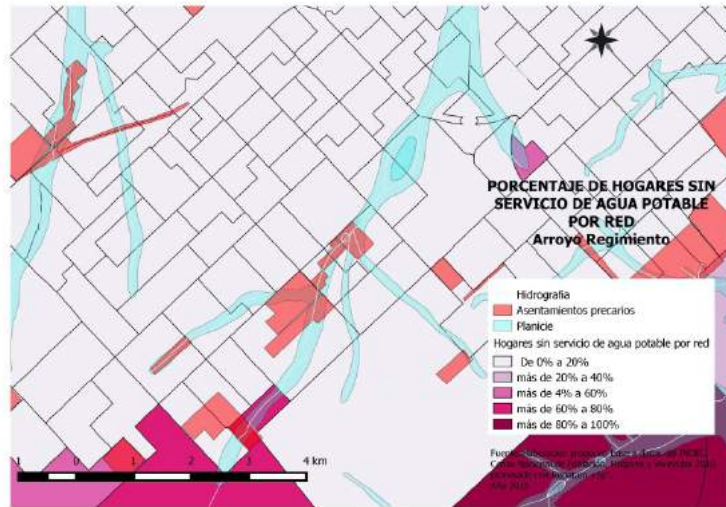 PORCENTAJE DE HOGARES SIN
SERVICIO DE AGUA POTABLE
POR RED
Arroyo Regimiento
Hidrografía
Asentamientos precarios
Planicie
Hogares sin servicio de agua potable por red
De 0% a 20%
más de 20% a 40%
más de 4% a 60%
más de 60% a 80%
más de 80% a 100%
1 0 1 2 3 4 km